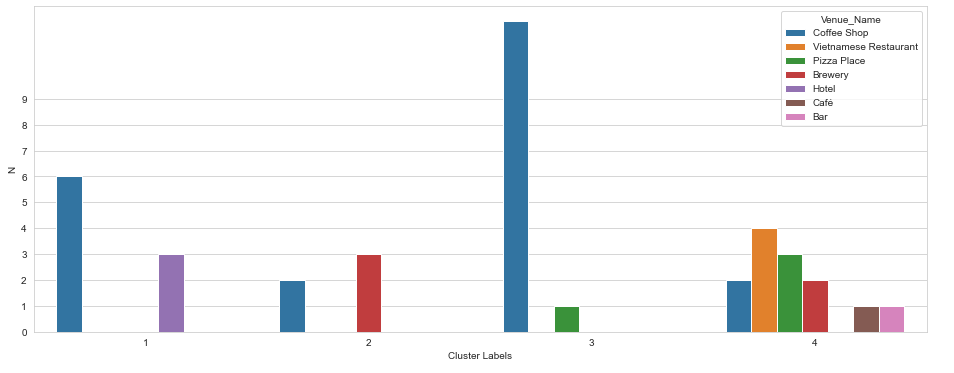 Venue_Name
Coffee Shop
Vietnamese Restaurant
Pizza Place
Brewery
Hotel
Café
Bar
N
9
8
7
6
5
4
3
2
1
0
1 2 3 4
Cluster Labels